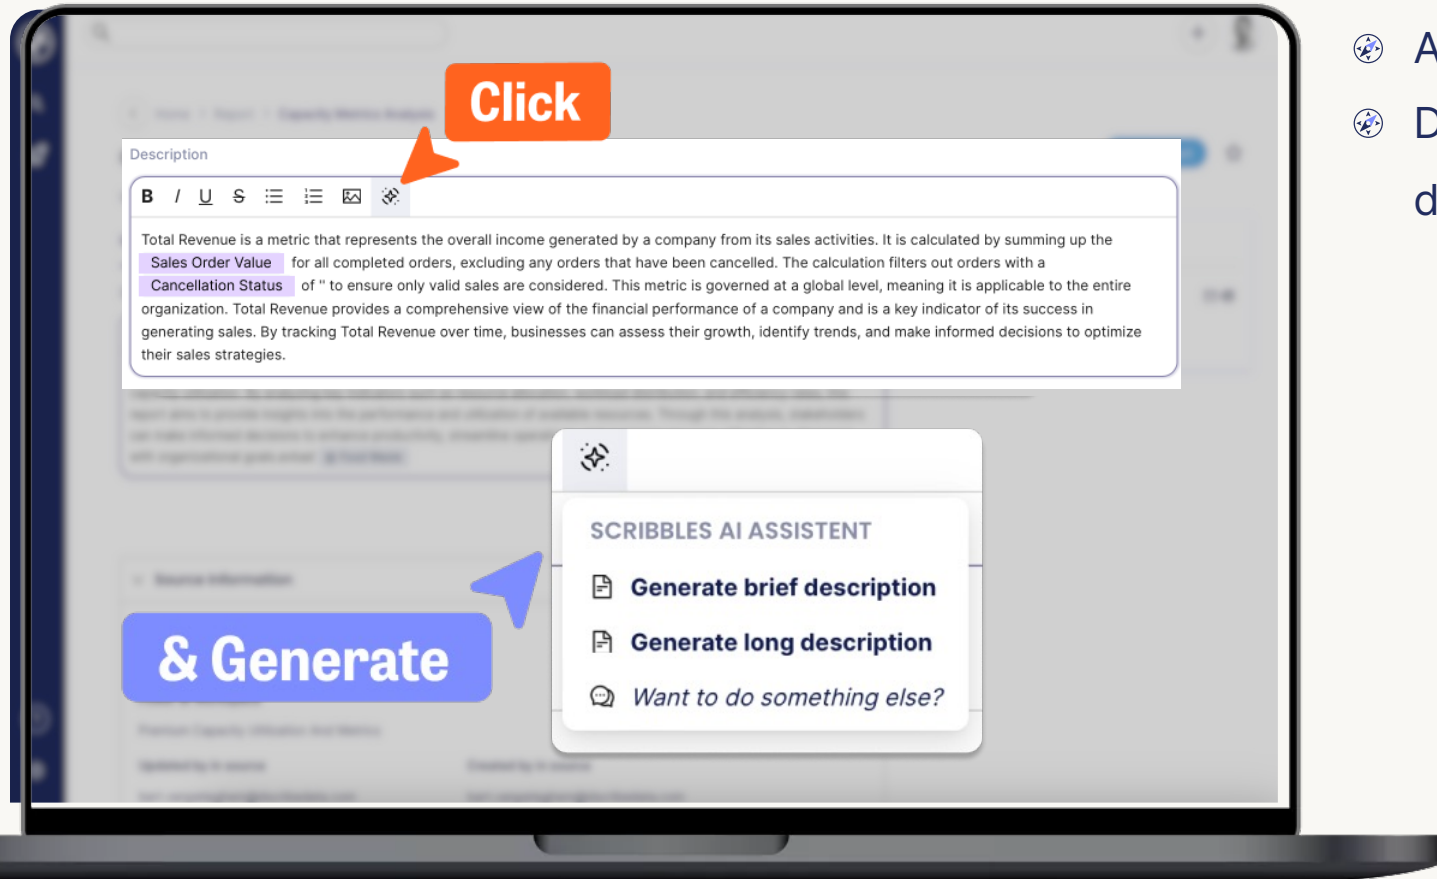 Click
Description
B I U S
Total Revenue is a metric that represents the overall income generated by a company from its sales activities. It is calculated by summing up the
Sales Order Value for all completed orders, excluding any orders that have been cancelled. The calculation filters out orders with a
Cancellation Status of '' to ensure only valid sales are considered. This metric is governed at a global level, meaning it is applicable to the entire
organization. Total Revenue provides a comprehensive view of the financial performance of a company and is a key indicator of its success in
generating sales. By tracking Total Revenue over time, businesses can assess their growth, identify trends, and make informed decisions to optimize
their sales strategies.
SCRIBBLES AI ASSISTENT
Generate brief description
Generate long description
Want to do something else?
& Generate
A
D
d